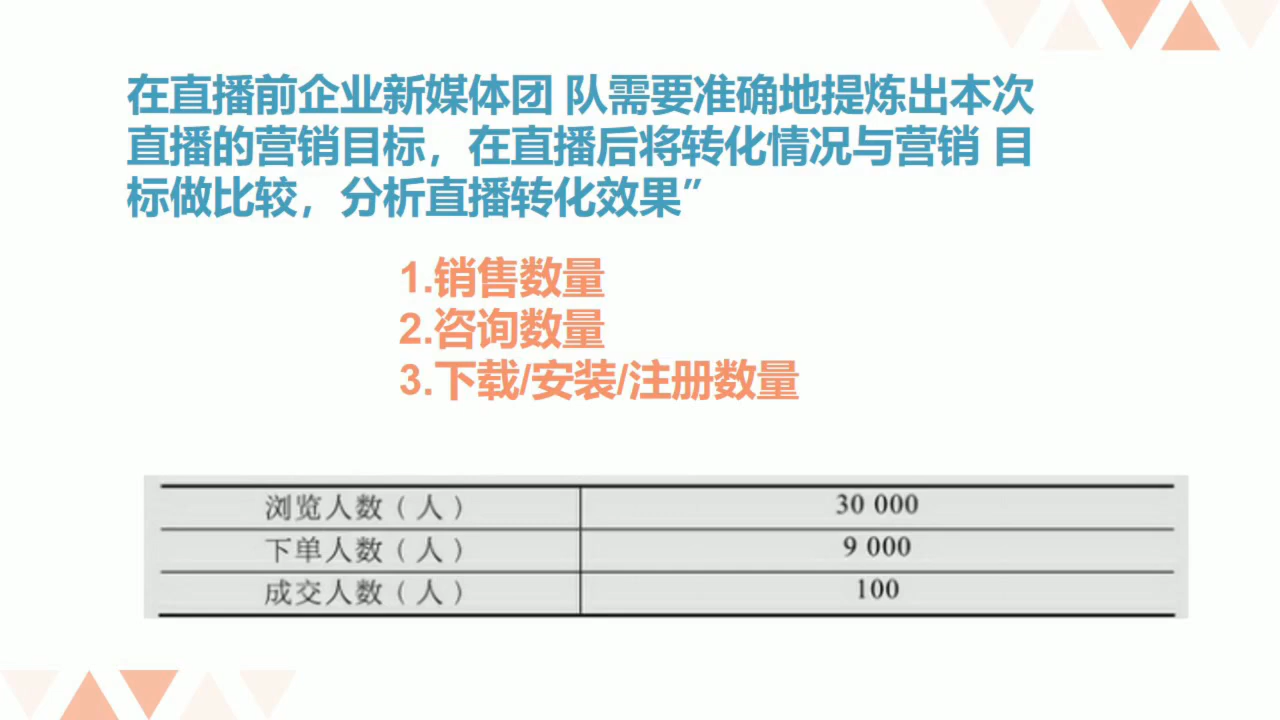 在直播前企业新媒体团 队需要准确地提炼出本次
直播的营销目标，在直播后将转化情况与营销 目
标做比较，分析直播转化效果”
1.销售数量
2.咨询数量
3.下载/安装/注册数量
浏览人数（人） 30 000
下单人数（人） 9 000
成交人数（人） 100